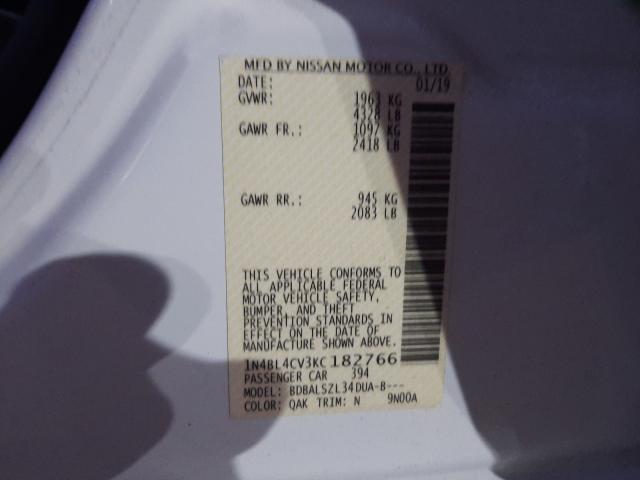 MFD BY NISSAN MOTOR CO., LTD.
DATE: 01/19
GVWR: 1963 KG
4328 LB
GAWR FR.: 1097 KG
2418 LB
GAWR RR.: 945 KG
2083 LB
THIS VEHICLE CONFORMS TO
ALL APPLICABLE FEDERAL
MOTOR VEHICLE SAFETY,
BUMPER, AND THEFT
PREVENTION STANDARDS IN
EFFECT ON THE DATE OF
MANUFACTURE SHOWN ABOVE.
1N4BL4CV3KC182766
PASSENGER CAR 394
MODEL: BDBALSZL34DUA-B---
COLOR: QAK TRIM: N 9N00A